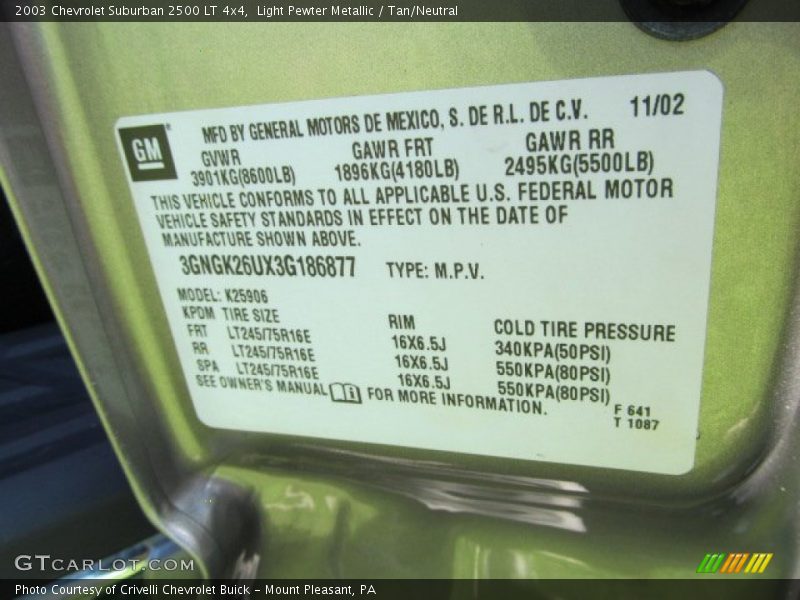 2003 Chevrolet Suburban 2500 LT 4x4, Light Pewter Metallic / Tan/Neutral
GM
MFD BY GENERAL MOTORS DE MEXICO, S. DE R.L. DE C.V. 11/02
GVWR GAWR FRT GAWR RR
3901KG(8600LB) 1896KG(4180LB) 2495KG(5500LB)
THIS VEHICLE CONFORMS TO ALL APPLICABLE U.S. FEDERAL MOTOR
VEHICLE SAFETY STANDARDS IN EFFECT ON THE DATE OF
MANUFACTURE SHOWN ABOVE.
3GNGK26UX3G186877 TYPE: M.P.V.
MODEL: K25906
KPDM TIRE SIZE RIM COLD TIRE PRESSURE
FRT LT245/75R16E 16X6.5J 340KPA(50PSI)
RR LT245/75R16E 16X6.5J 550KPA(80PSI)
SPA LT245/75R16E 16X6.5J 550KPA(80PSI)
SEE OWNER'S MANUAL FOR MORE INFORMATION.
F 641
T 1087
GTCARLOT.COM
Photo Courtesy of Crivelli Chevrolet Buick - Mount Pleasant, PA